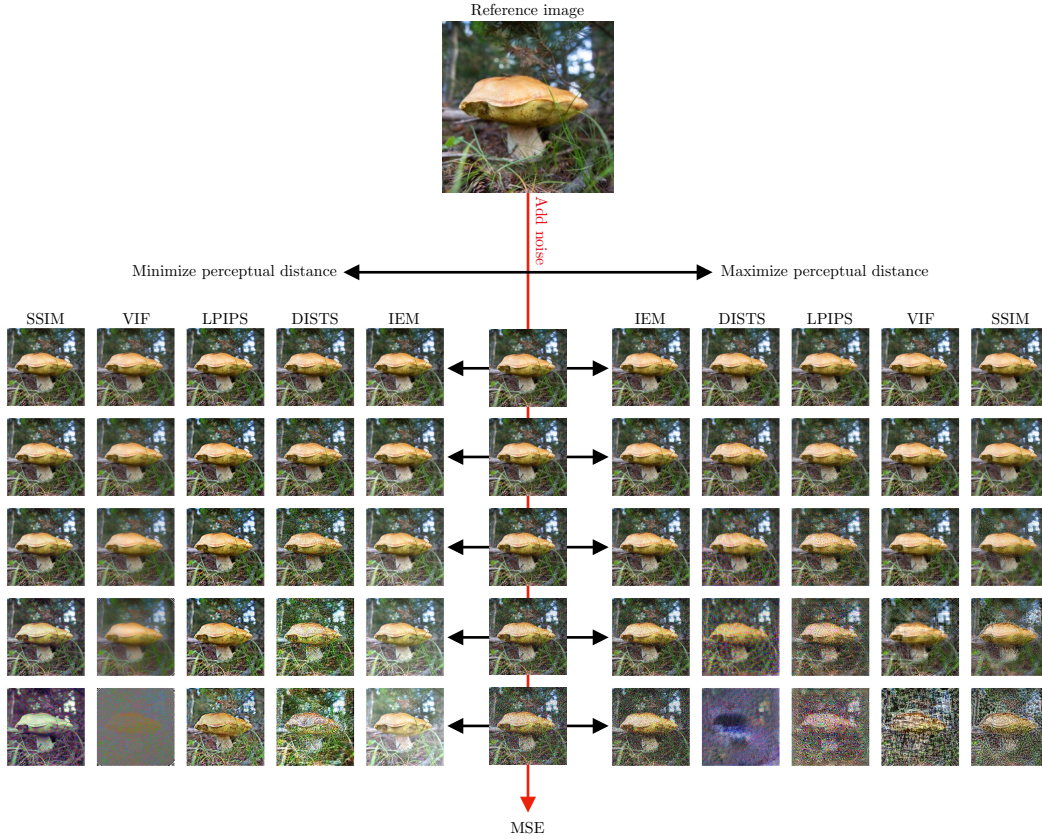 Reference image
Add noise
Minimize perceptual distance
Maximize perceptual distance
SSIM VIF LPIPS DISTS IEM IEM DISTS LPIPS VIF SSIM
MSE